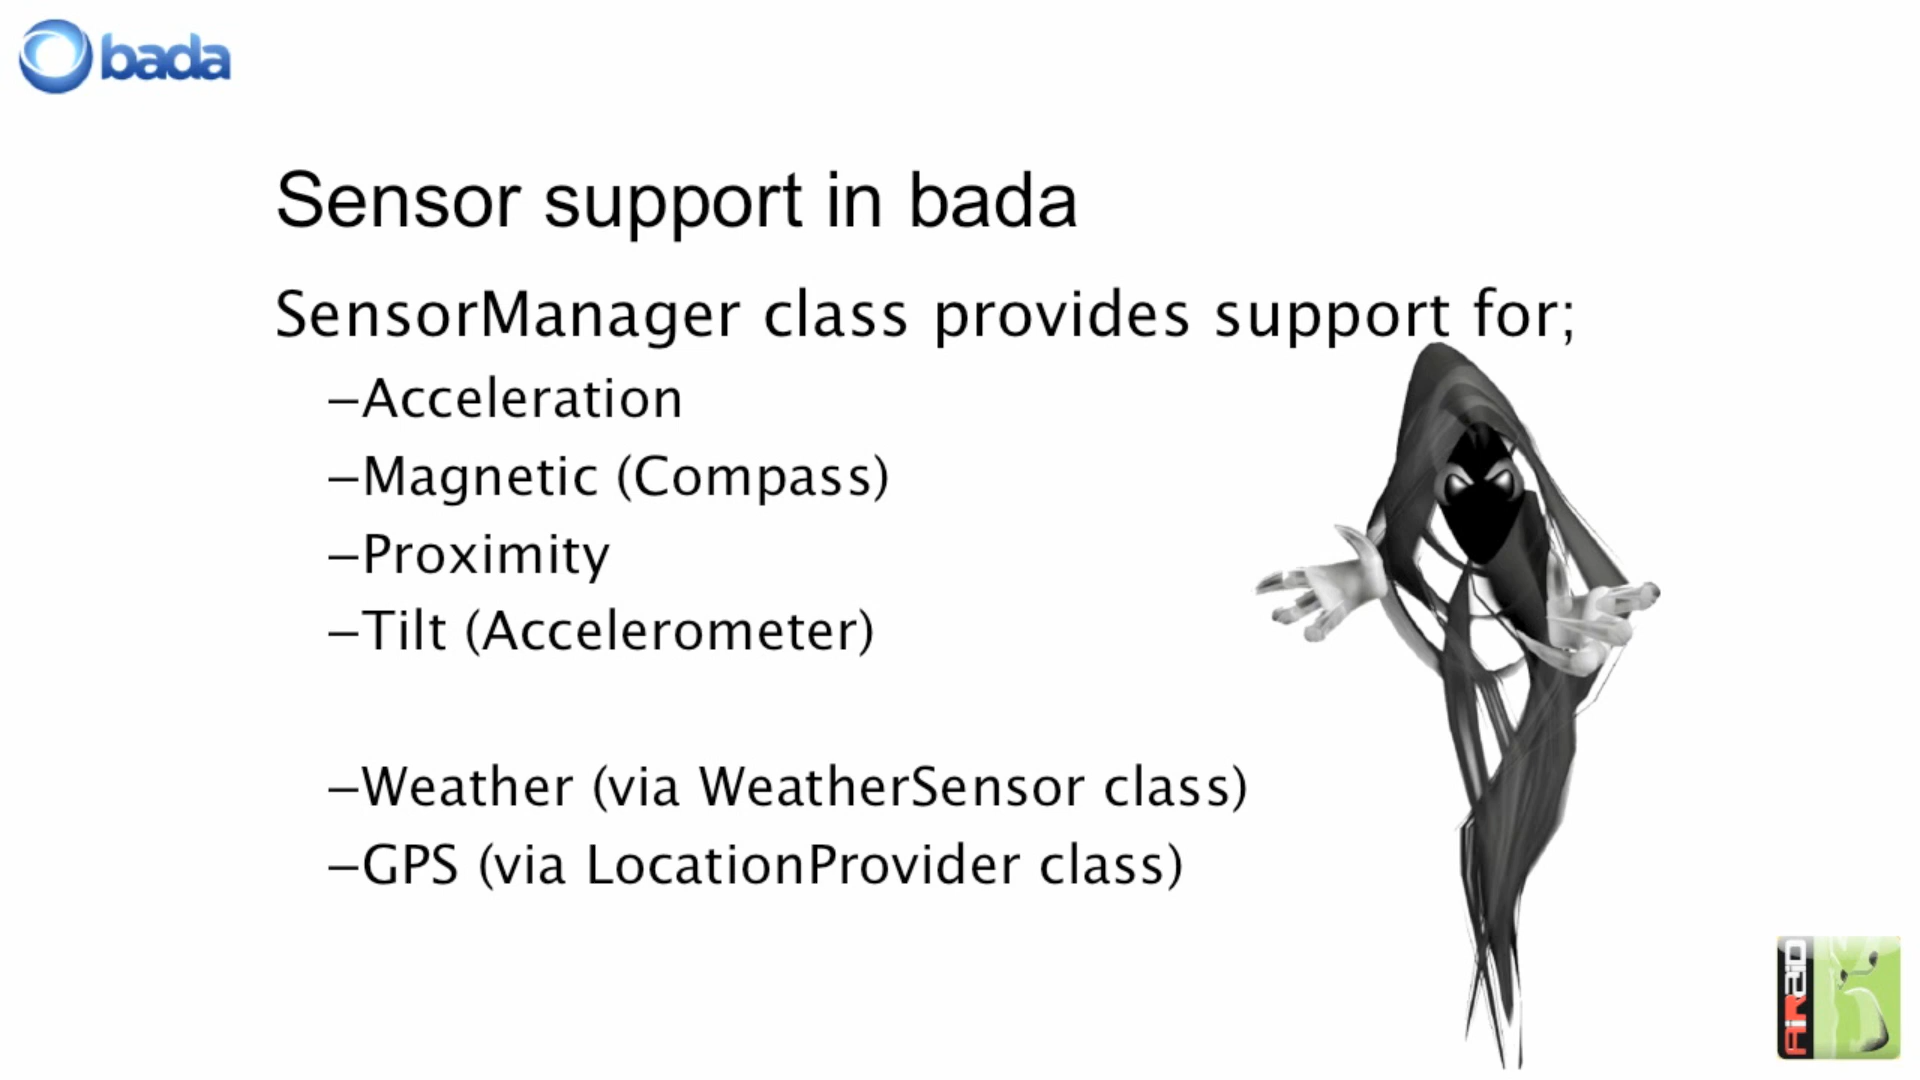 bada
Sensor support in bada
SensorManager class provides support for;
–Acceleration
–Magnetic (Compass)
–Proximity
–Tilt (Accelerometer)
–Weather (via WeatherSensor class)
–GPS (via LocationProvider class)
AiRaiD